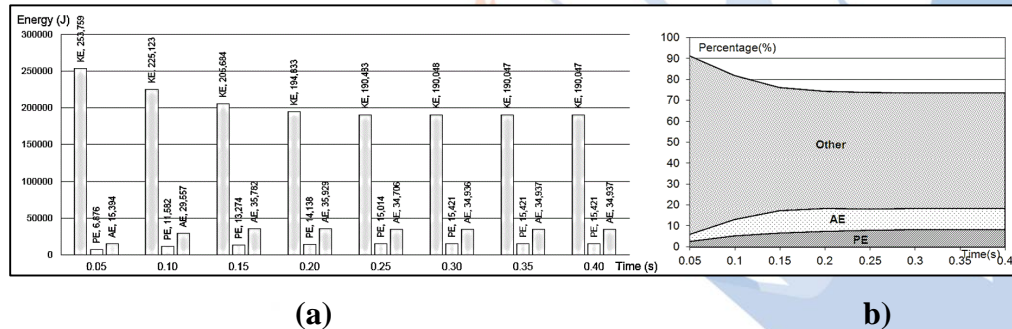 Energy (J)
300000
250000
200000
150000
100000
50000
0
KE, 253,759
PE, 6,876
AE, 15,394
KE, 225,123
PE, 11,582
AE, 29,557
KE, 205,684
PE, 13,274
AE, 35,782
KE, 194,833
PE, 14,138
AE, 35,929
KE, 190,483
PE, 15,014
AE, 34,706
KE, 190,048
PE, 15,421
AE, 34,936
KE, 190,047
PE, 15,421
AE, 34,937
KE, 190,047
PE, 15,421
AE, 34,937
0.05 0.10 0.15 0.20 0.25 0.30 0.35 0.40 Time (s)
Percentage(%)
100
90
80
70
60
50
40
30
20
10
0
Other
AE
PE
Time(s)
0.05 0.1 0.15 0.2 0.25 0.3 0.35 0.4
(a)
b)